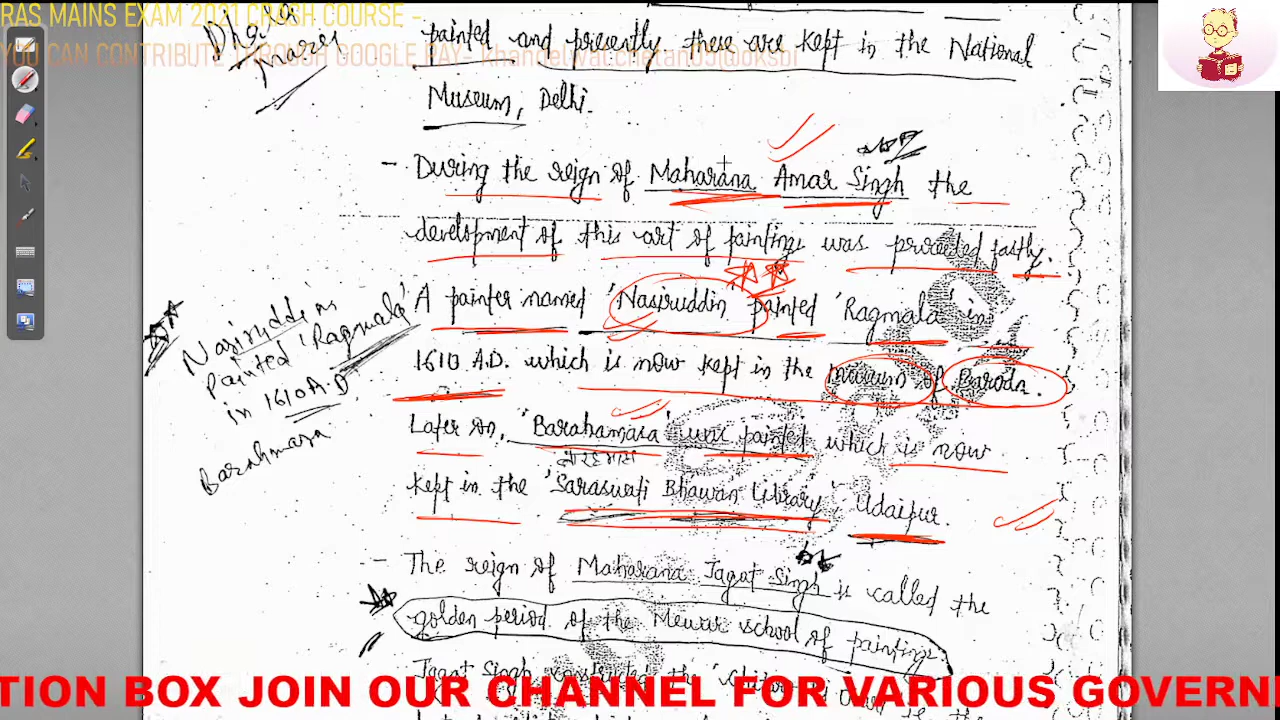 RAS MAINS EXAM 2021 CRASH COURSE -
YOU CAN CONTRIBUTE THROUGH GOOGLE PAY-
painted and presently these are kept in the National
Museum, Delhi.
- During the reign of Maharana Amar Singh the
development of this art of paintings was proceeded fastly.
A painter named 'Nasiruddin painted 'Ragmala' in
1610 A.D. which is now kept in the museum of Baroda.
Later on, 'Barahamasa' was painted which is now
बारहमासा
kept in the 'Saraswati Bhawan Library' Udaipur.
- The reign of Maharana Jagat Singh is called the
golden period of the Mewar school of paintings.
Jagat Singh
Nasiruddin
Painted 'Ragmala'
in 1610 A.D
Barahmasa
TION BOX JOIN OUR CHANNEL FOR VARIOUS GOVERN